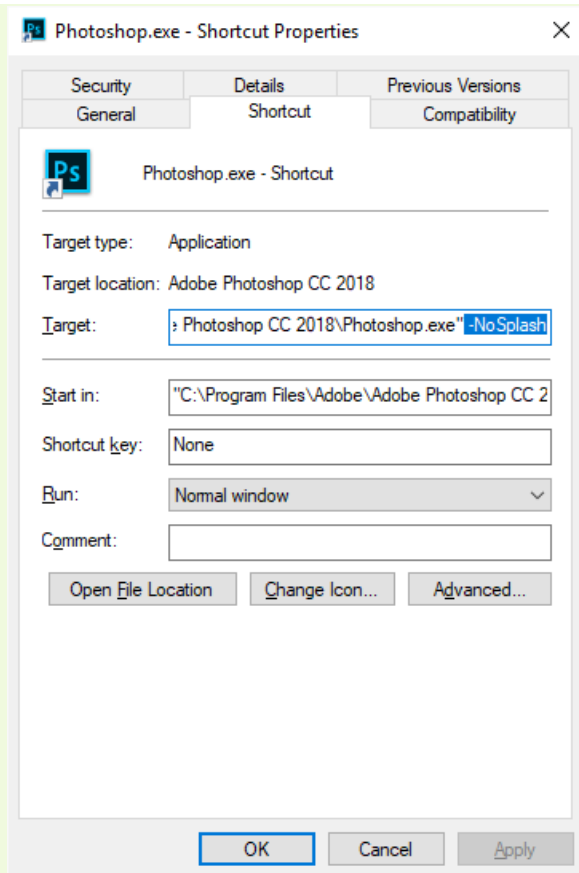 Photoshop.exe - Shortcut Properties
Security Details Previous Versions
General Shortcut Compatibility
Ps
Photoshop.exe - Shortcut
Target type: Application
Target location: Adobe Photoshop CC 2018
Target: e Photoshop CC 2018\Photoshop.exe" -NoSplash
Start in: "C:\Program Files\Adobe\Adobe Photoshop CC 2
Shortcut key: None
Run: Normal window
Comment:
Open File Location Change Icon... Advanced...
OK Cancel Apply